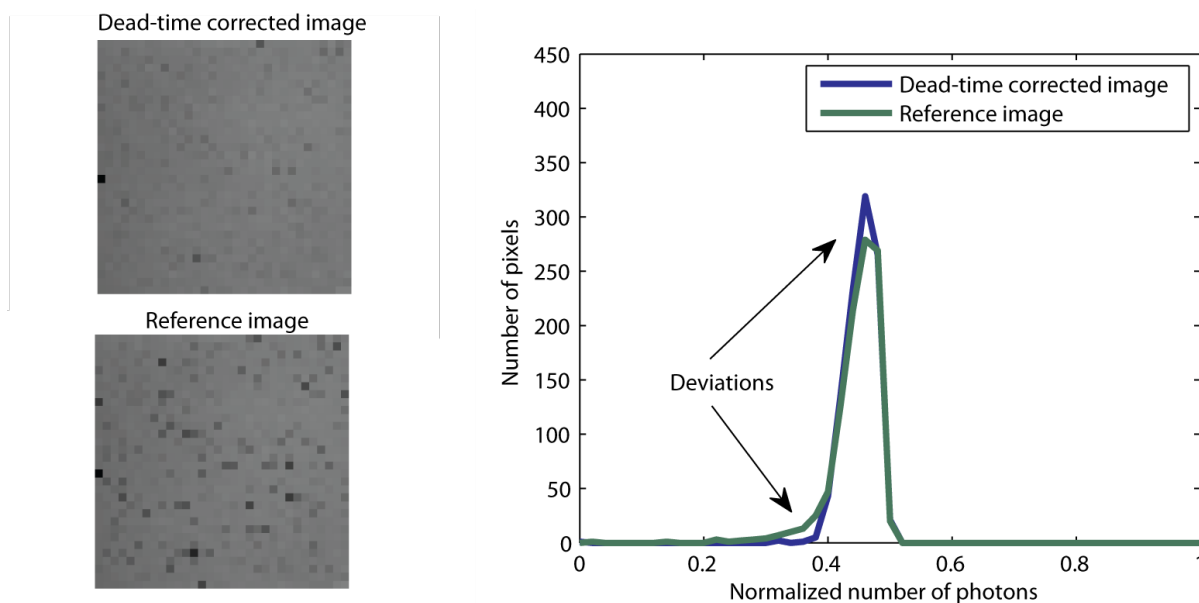 Dead-time corrected image
Reference image
450
400
350
300
250
200
150
100
50
0
Number of pixels
Dead-time corrected image
Reference image
Deviations
0
0.2
0.4
0.6
0.8
1
Normalized number of photons